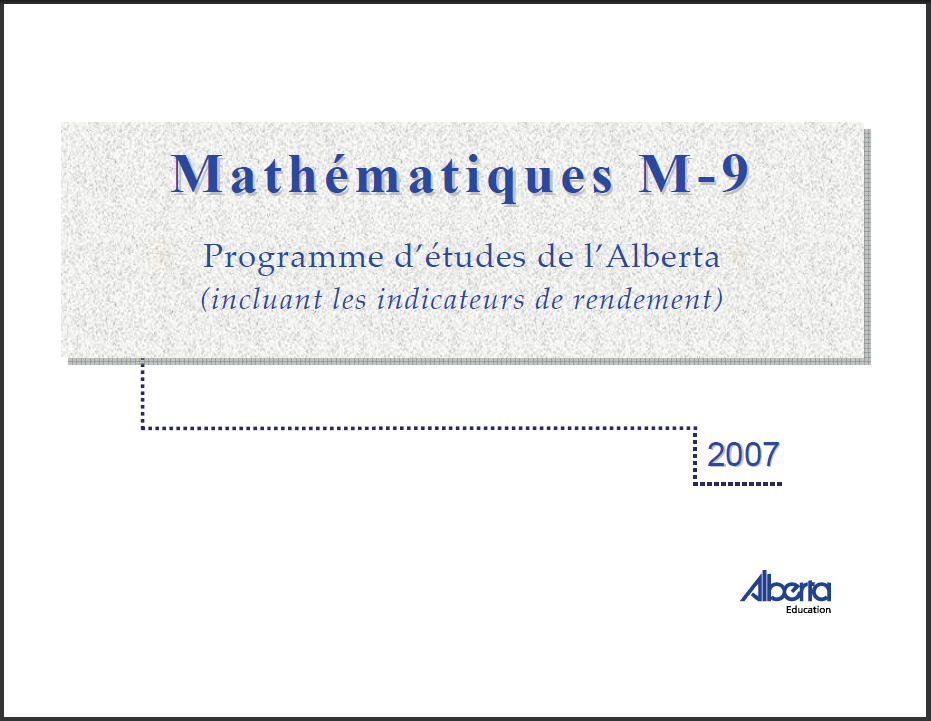 Mathématiques M-9
Programme d’études de l’Alberta
(incluant les indicateurs de rendement)
2007
Alberta
Education